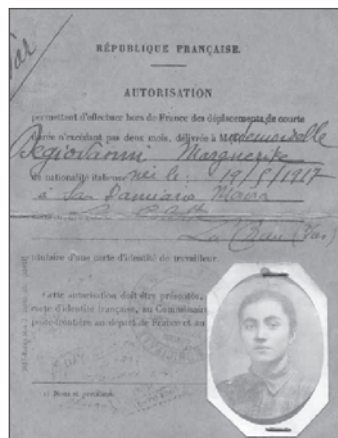 Var
RÉPUBLIQUE FRANÇAISE.
AUTORISATION
permettant d'effectuer hors de France des déplacements de courte
durée n'excédant pas deux mois, délivrée à Mademoiselle
Degiovanni Marguerite
de nationalité italienne née le: 19/5/1917
à San Damiano Macra
La (Var)
titulaire d'une carte d'identité de travailleur
Cette autorisation doit être présentée,
carte d'identité française, au Commissaire
poste frontière au départ de France et au
1) Nom et prénoms.